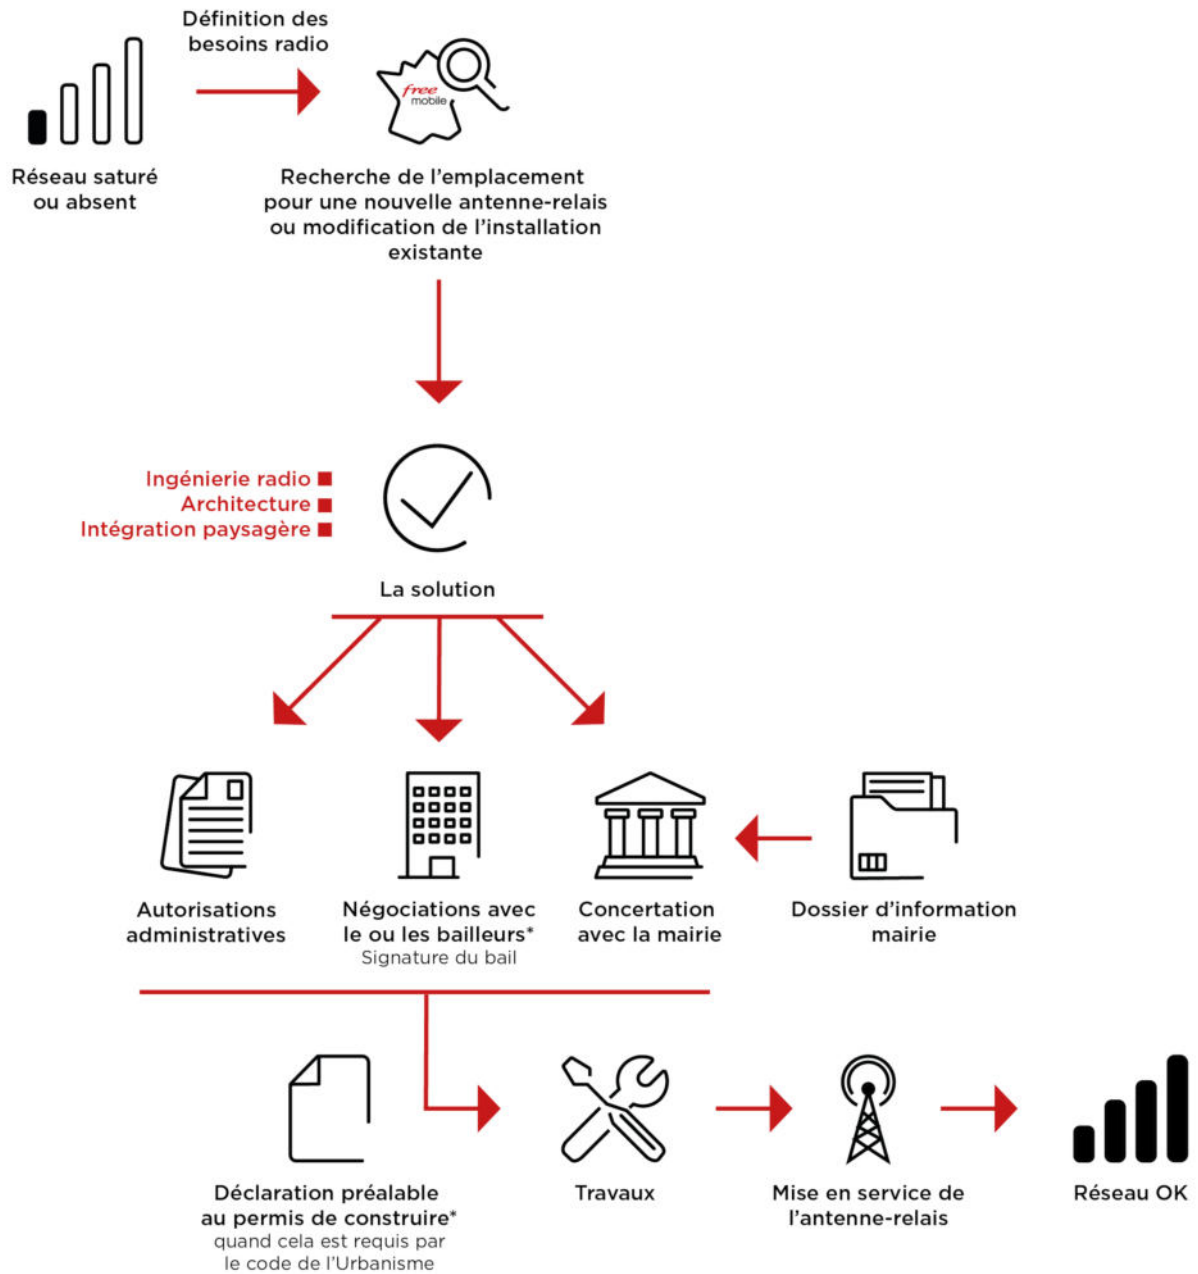 Définition des
besoins radio
free
mobile
Réseau saturé
ou absent
Recherche de l'emplacement
pour une nouvelle antenne-relais
ou modification de l'installation
existante
Ingénierie radio
Architecture
Intégration paysagère
La solution
Autorisations
administratives
Négociations avec
le ou les bailleurs*
Signature du bail
Concertation
avec la mairie
Dossier d'information
mairie
Déclaration préalable
au permis de construire*
quand cela est requis par
le code de l'Urbanisme
Travaux
Mise en service de
l'antenne-relais
Réseau OK